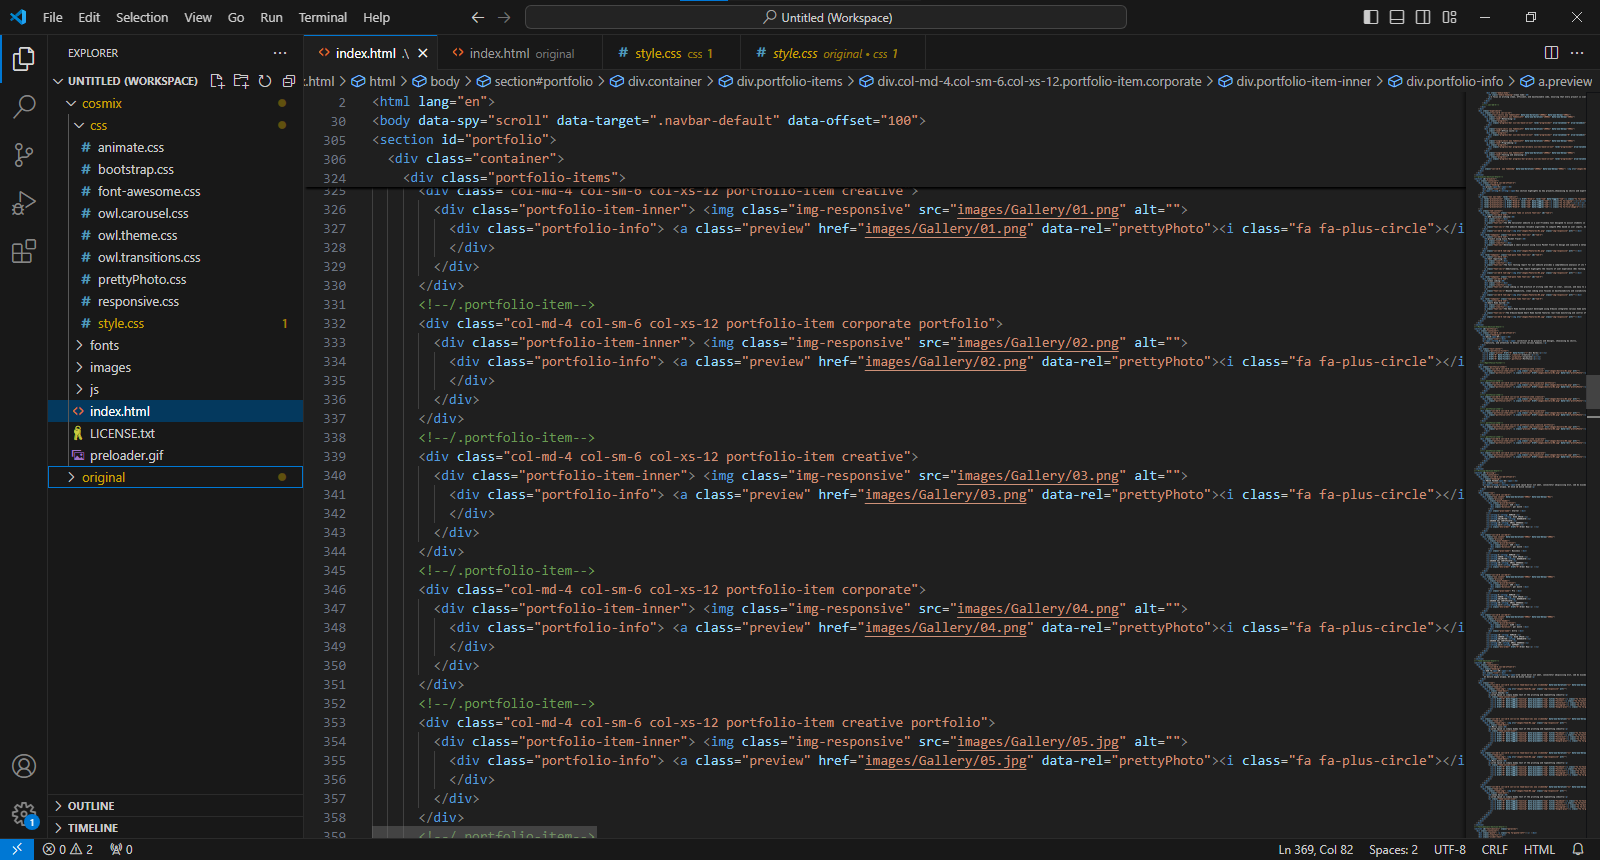 File Edit Selection View Go Run Terminal Help
Untitled (Workspace)
EXPLORER
UNTITLED (WORKSPACE)
cosmix
css
# animate.css
# bootstrap.css
# font-awesome.css
# owl.carousel.css
# owl.theme.css
# owl.transitions.css
# prettyPhoto.css
# responsive.css
# style.css 1
fonts
images
js
<> index.html
LICENSE.txt
preloader.gif
original
OUTLINE
TIMELINE
<> index.html .\
<> index.html original
# style.css css 1
# style.css original • css 1
.html > html > body > section#portfolio > div.container > div.portfolio-items > div.col-md-4.col-sm-6.col-xs-12.portfolio-item.corporate > div.portfolio-item-inner > div.portfolio-info > a.preview
2 <html lang="en">
30 <body data-spy="scroll" data-target=".navbar-default" data-offset="100">
305 <section id="portfolio">
306 <div class="container">
324 <div class="portfolio-items">
325 <div class="col-md-4 col-sm-6 col-xs-12 portfolio-item creative">
326 <div class="portfolio-item-inner"> <img class="img-responsive" src="images/Gallery/01.png" alt="">
327 <div class="portfolio-info"> <a class="preview" href="images/Gallery/01.png" data-rel="prettyPhoto"><i class="fa fa-plus-circle"></i
328 </div>
329 </div>
330 </div>
331 <!--/.portfolio-item-->
332 <div class="col-md-4 col-sm-6 col-xs-12 portfolio-item corporate portfolio">
333 <div class="portfolio-item-inner"> <img class="img-responsive" src="images/Gallery/02.png" alt="">
334 <div class="portfolio-info"> <a class="preview" href="images/Gallery/02.png" data-rel="prettyPhoto"><i class="fa fa-plus-circle"></i
335 </div>
336 </div>
337 </div>
338 <!--/.portfolio-item-->
339 <div class="col-md-4 col-sm-6 col-xs-12 portfolio-item creative">
340 <div class="portfolio-item-inner"> <img class="img-responsive" src="images/Gallery/03.png" alt="">
341 <div class="portfolio-info"> <a class="preview" href="images/Gallery/03.png" data-rel="prettyPhoto"><i class="fa fa-plus-circle"></i
342 </div>
343 </div>
344 </div>
345 <!--/.portfolio-item-->
346 <div class="col-md-4 col-sm-6 col-xs-12 portfolio-item corporate">
347 <div class="portfolio-item-inner"> <img class="img-responsive" src="images/Gallery/04.png" alt="">
348 <div class="portfolio-info"> <a class="preview" href="images/Gallery/04.png" data-rel="prettyPhoto"><i class="fa fa-plus-circle"></i
349 </div>
350 </div>
351 </div>
352 <!--/.portfolio-item-->
353 <div class="col-md-4 col-sm-6 col-xs-12 portfolio-item creative portfolio">
354 <div class="portfolio-item-inner"> <img class="img-responsive" src="images/Gallery/05.jpg" alt="">
355 <div class="portfolio-info"> <a class="preview" href="images/Gallery/05.jpg" data-rel="prettyPhoto"><i class="fa fa-plus-circle"></i
356 </div>
357 </div>
358 </div>
359 <!--/.portfolio-item-->
1
0 2 0
Ln 369, Col 82 Spaces: 2 UTF-8 CRLF HTML